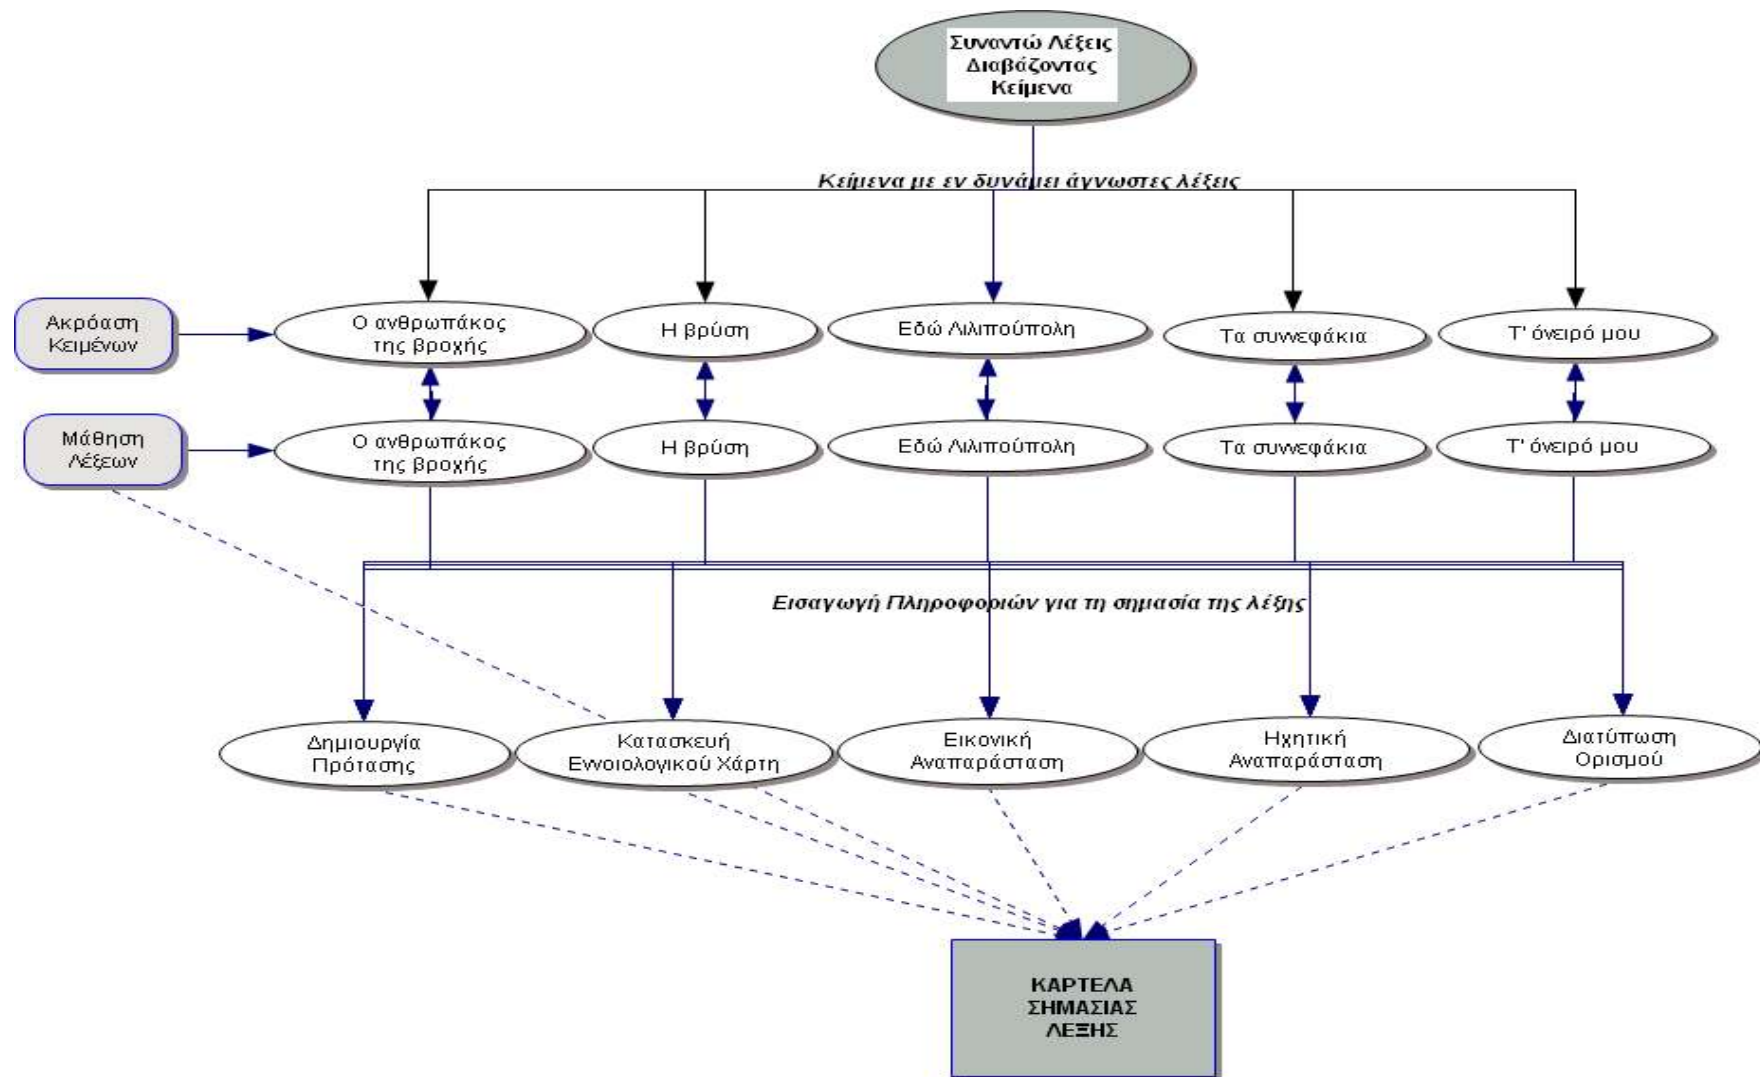 Συναντώ Λέξεις
Διαβάζοντας
Κείμενα
Κείμενα με εν δυνάμει άγνωστες λέξεις
Ακρόαση
Κειμένων
Ο ανθρωπάκος
της βροχής
Η βρύση
Εδώ Λιλιπούπολη
Τα συννεφάκια
Τ' όνειρό μου
Μάθηση
Λέξεων
Ο ανθρωπάκος
της βροχής
Η βρύση
Εδώ Λιλιπούπολη
Τα συννεφάκια
Τ' όνειρό μου
Εισαγωγή Πληροφοριών για τη σημασία της λέξης
Δημιουργία
Πρότασης
Κατασκευή
Εννοιολογικού Χάρτη
Εικονική
Αναπαράσταση
Ηχητική
Αναπαράσταση
Διατύπωση
Ορισμού
ΚΑΡΤΕΛΑ
ΣΗΜΑΣΙΑΣ
ΛΕΞΗΣ